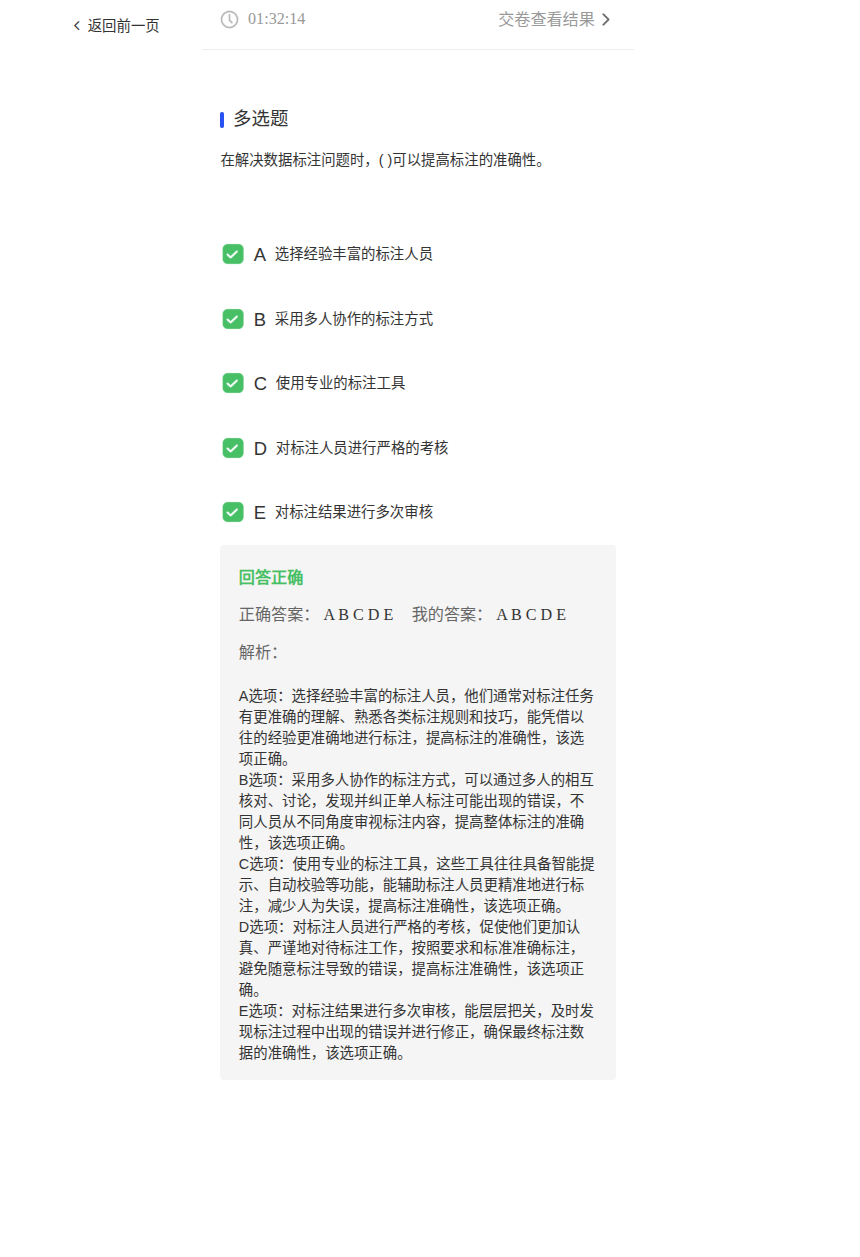 返回前一页
01:32:14
交卷查看结果
多选题
在解决数据标注问题时，( )可以提高标注的准确性。
A 选择经验丰富的标注人员
B 采用多人协作的标注方式
C 使用专业的标注工具
D 对标注人员进行严格的考核
E 对标注结果进行多次审核
回答正确
正确答案： A B C D E 我的答案： A B C D E
解析：
A选项：选择经验丰富的标注人员，他们通常对标注任务
有更准确的理解、熟悉各类标注规则和技巧，能凭借以
往的经验更准确地进行标注，提高标注的准确性，该选
项正确。
B选项：采用多人协作的标注方式，可以通过多人的相互
核对、讨论，发现并纠正单人标注可能出现的错误，不
同人员从不同角度审视标注内容，提高整体标注的准确
性，该选项正确。
C选项：使用专业的标注工具，这些工具往往具备智能提
示、自动校验等功能，能辅助标注人员更精准地进行标
注，减少人为失误，提高标注准确性，该选项正确。
D选项：对标注人员进行严格的考核，促使他们更加认
真、严谨地对待标注工作，按照要求和标准准确标注，
避免随意标注导致的错误，提高标注准确性，该选项正
确。
E选项：对标注结果进行多次审核，能层层把关，及时发
现标注过程中出现的错误并进行修正，确保最终标注数
据的准确性，该选项正确。